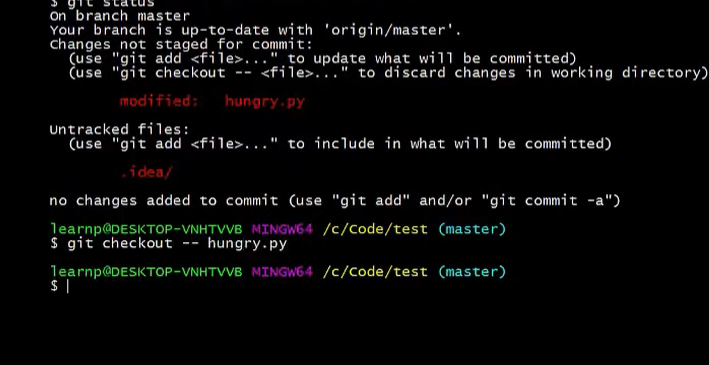 $ git status
On branch master
Your branch is up-to-date with 'origin/master'.
Changes not staged for commit:
(use "git add <file>..." to update what will be committed)
(use "git checkout -- <file>..." to discard changes in working directory)
modified: hungry.py
Untracked files:
(use "git add <file>..." to include in what will be committed)
.idea/
no changes added to commit (use "git add" and/or "git commit -a")
learnp@DESKTOP-VNHTVVB MINGW64 /c/Code/test (master)
$ git checkout -- hungry.py
learnp@DESKTOP-VNHTVVB MINGW64 /c/Code/test (master)
$